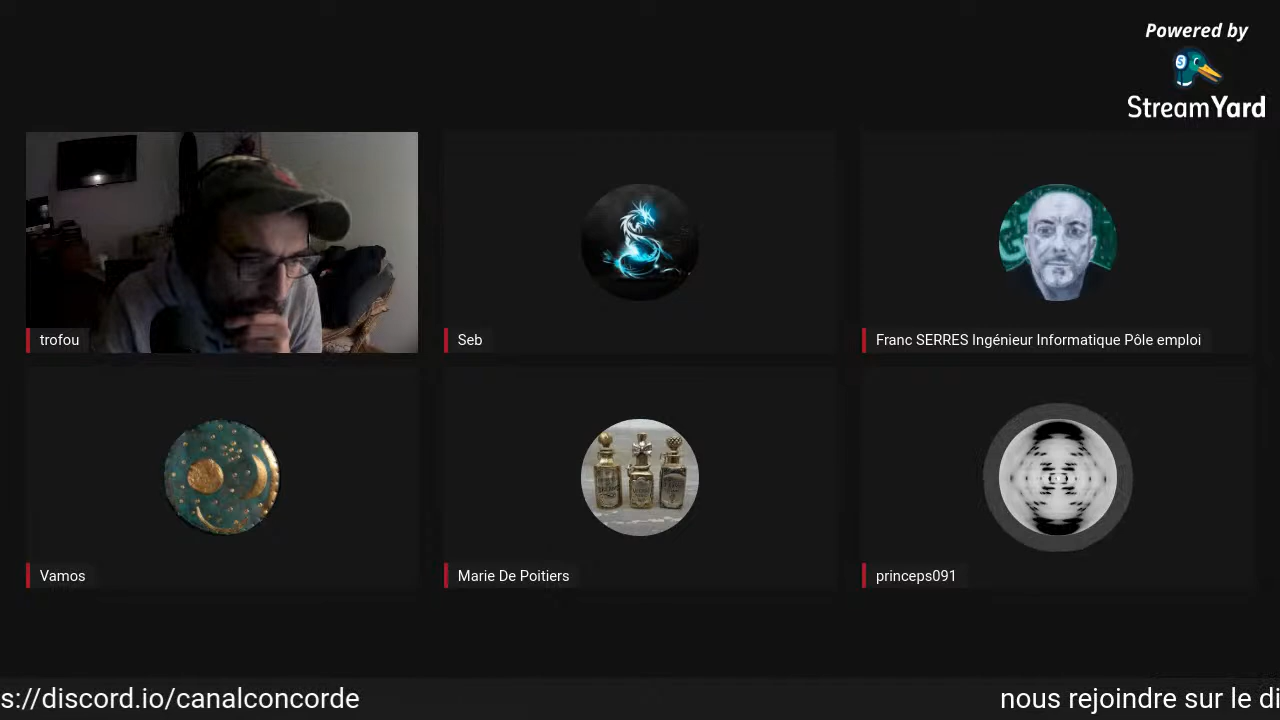 Powered by
StreamYard
trofou
Seb
Franc SERRES Ingénieur Informatique Pôle emploi
Vamos
Marie De Poitiers
princeps091
s://discord.io/canalconcorde
nous rejoindre sur le di